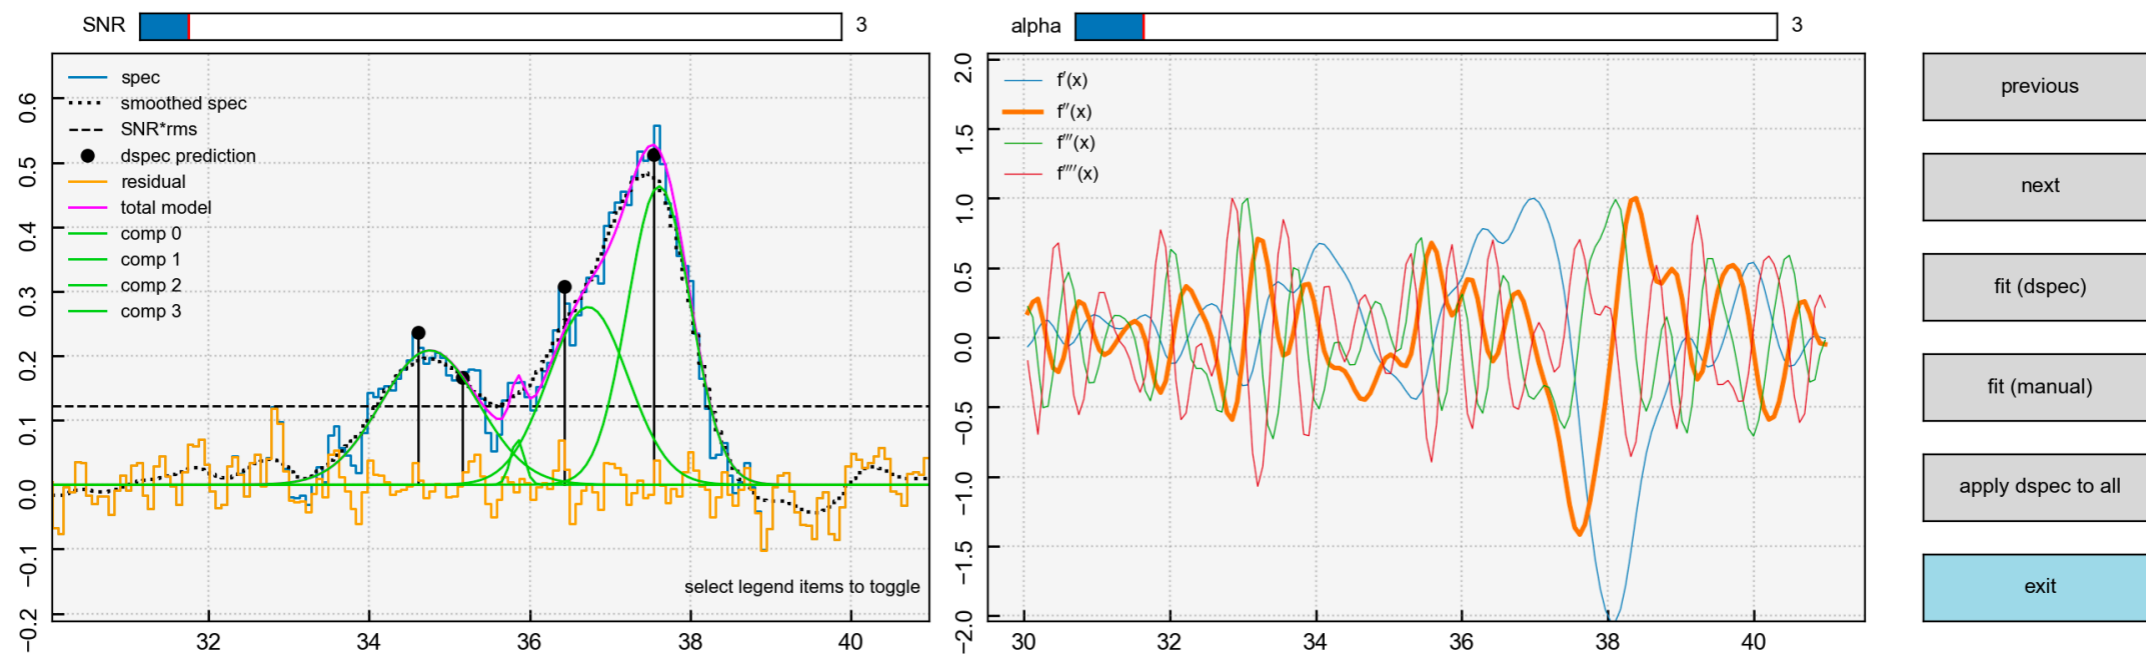 SNR 3
alpha 3
spec
smoothed spec
SNR*rms
dspec prediction
residual
total model
comp 0
comp 1
comp 2
comp 3
0.6
0.5
0.4
0.3
0.2
0.1
0.0
−0.1
−0.2
select legend items to toggle
32 34 36 38 40
f′(x)
f″(x)
f‴(x)
f⁗(x)
2.0
1.5
1.0
0.5
0.0
−0.5
−1.0
−1.5
−2.0
30 32 34 36 38 40
previous
next
fit (dspec)
fit (manual)
apply dspec to all
exit